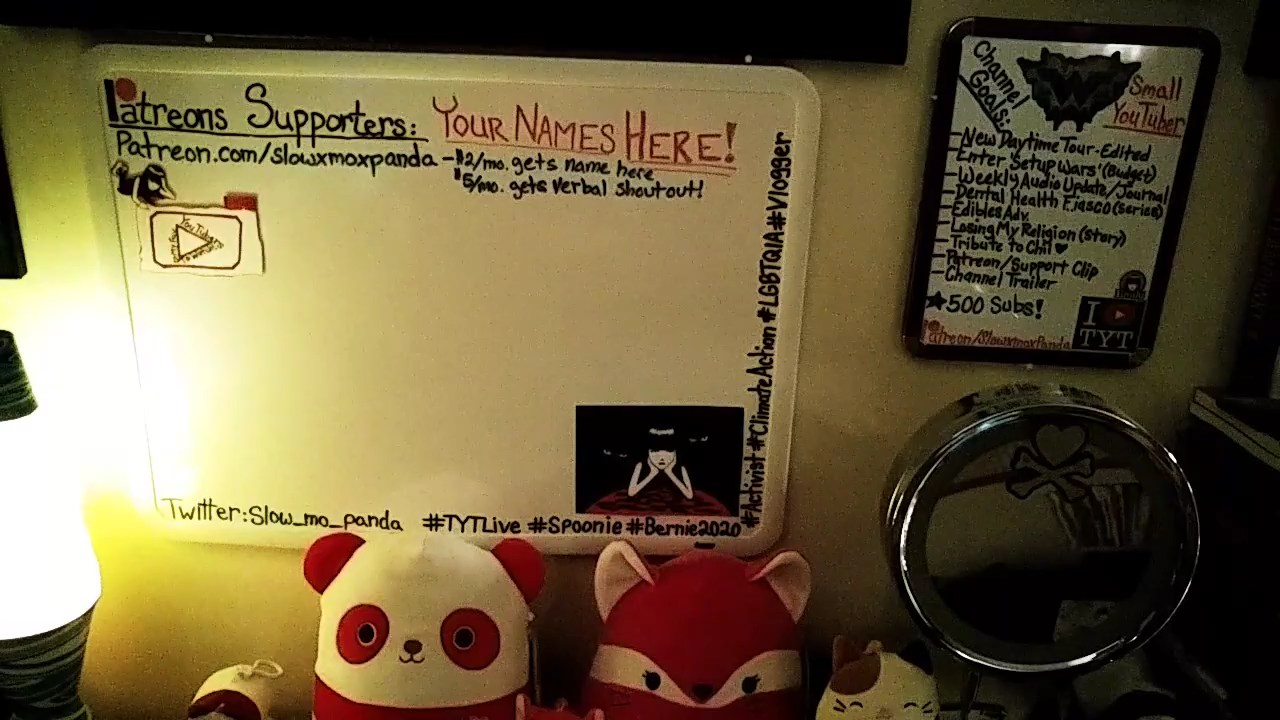 Patreons Supporters: YOUR NAMES HERE!
Patreon.com/slowxmoxpanda -$2/mo. gets name here
$5/mo. gets verbal shoutout!
#Activist #ClimateAction #LGBTQIA #Vlogger
Twitter: Slow_mo_panda #TYTLive #Spoonie #Bernie2020
Channel Goals:
Small YouTuber
-New Daytime Tour-Edited
-Enter 'Setup Wars' (Budget)
-Weekly Audio Update/Journal
-Dental Health Fiasco (series)
-Edibles Adv.
-Losing My Religion (story)
-Tribute to Chil ♥
-Patreon/Support Clip
-Channel Trailer
★500 Subs!
Patreon/slowxmoxpanda
I
TYT